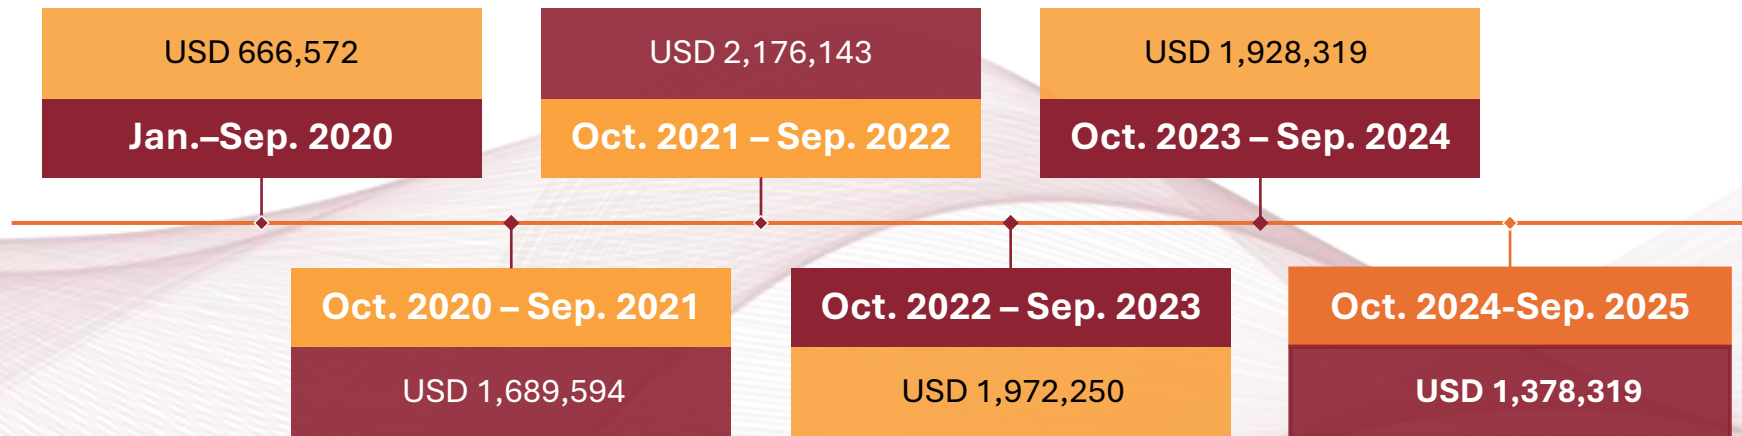 USD 666,572
Jan.–Sep. 2020
Oct. 2020 – Sep. 2021
USD 1,689,594
USD 2,176,143
Oct. 2021 – Sep. 2022
Oct. 2022 – Sep. 2023
USD 1,972,250
USD 1,928,319
Oct. 2023 – Sep. 2024
Oct. 2024-Sep. 2025
USD 1,378,319